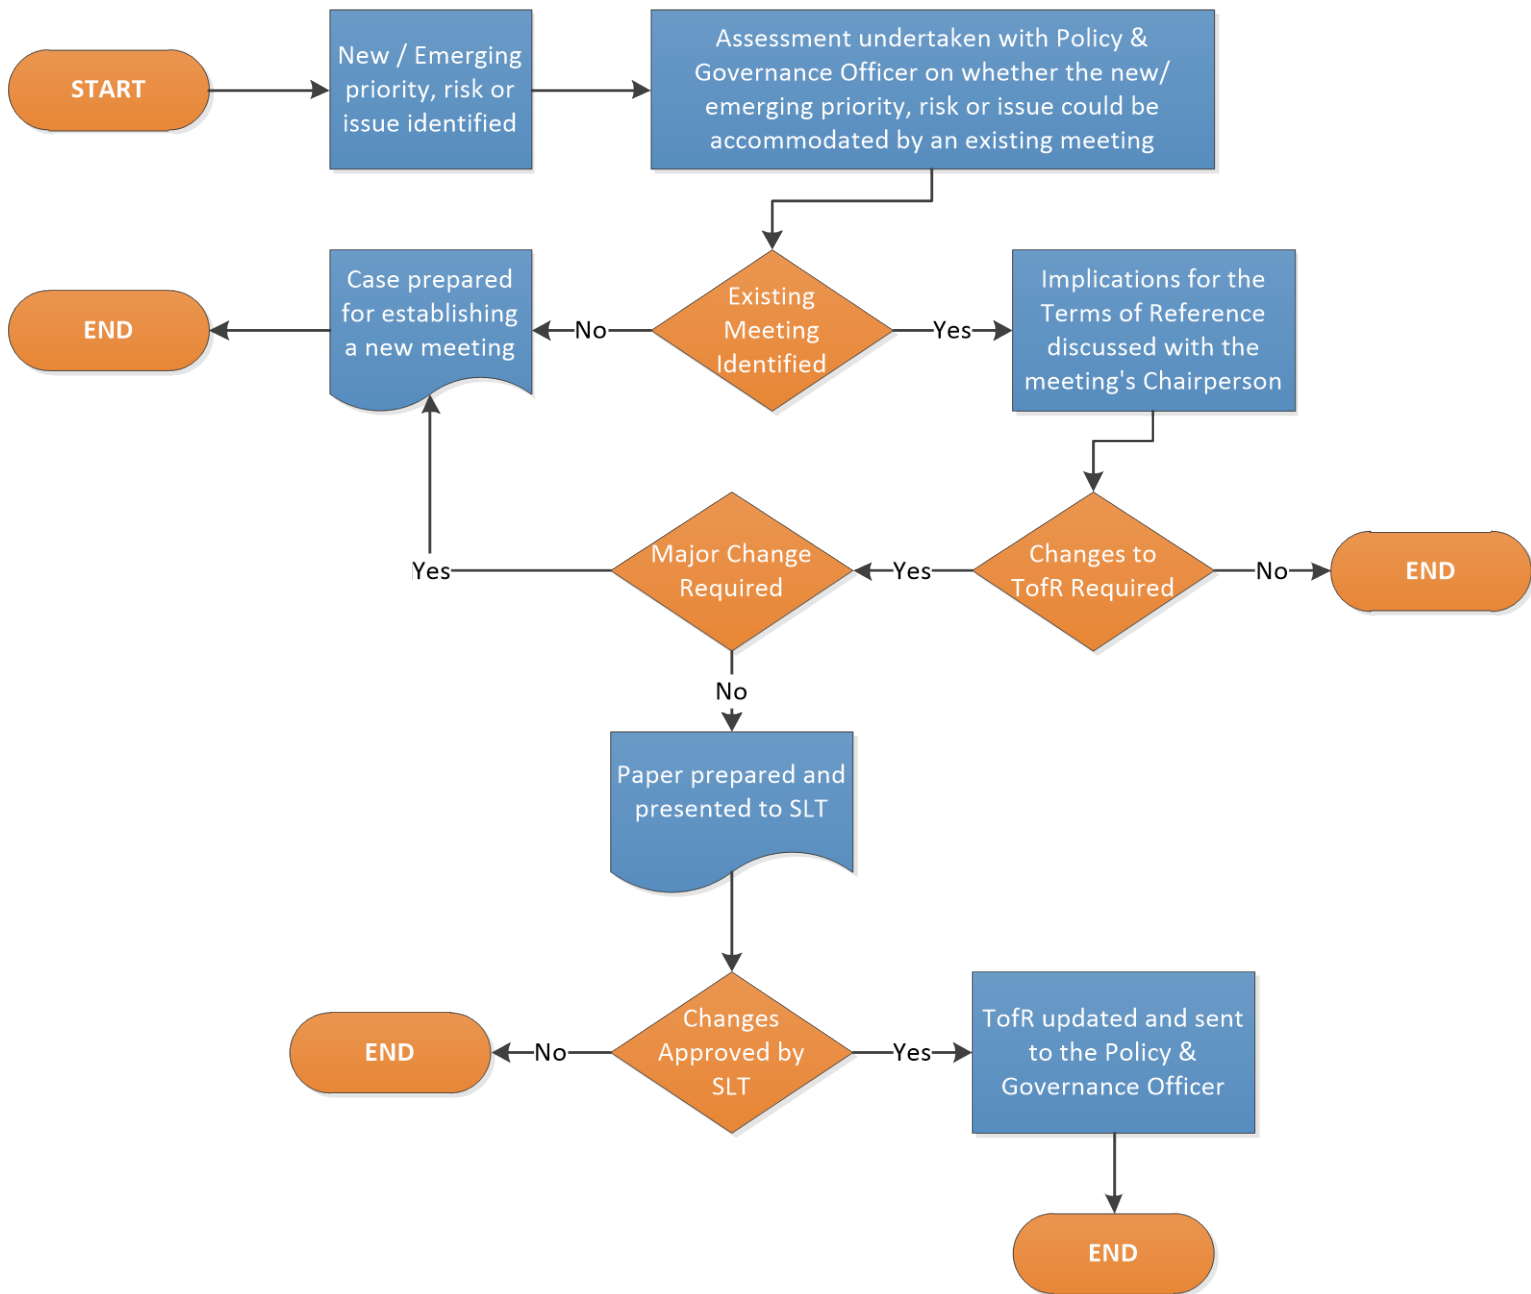 START
New / Emerging
priority, risk or
issue identified
Assessment undertaken with Policy &
Governance Officer on whether the new/
emerging priority, risk or issue could be
accommodated by an existing meeting
END
Case prepared
for establishing
a new meeting
No
Existing
Meeting
Identified
Yes
Implications for the
Terms of Reference
discussed with the
meeting's Chairperson
Yes
Major Change
Required
Yes
Changes to
TofR Required
No
END
No
Paper prepared and
presented to SLT
END
No
Changes
Approved by
SLT
Yes
TofR updated and sent
to the Policy &
Governance Officer
END